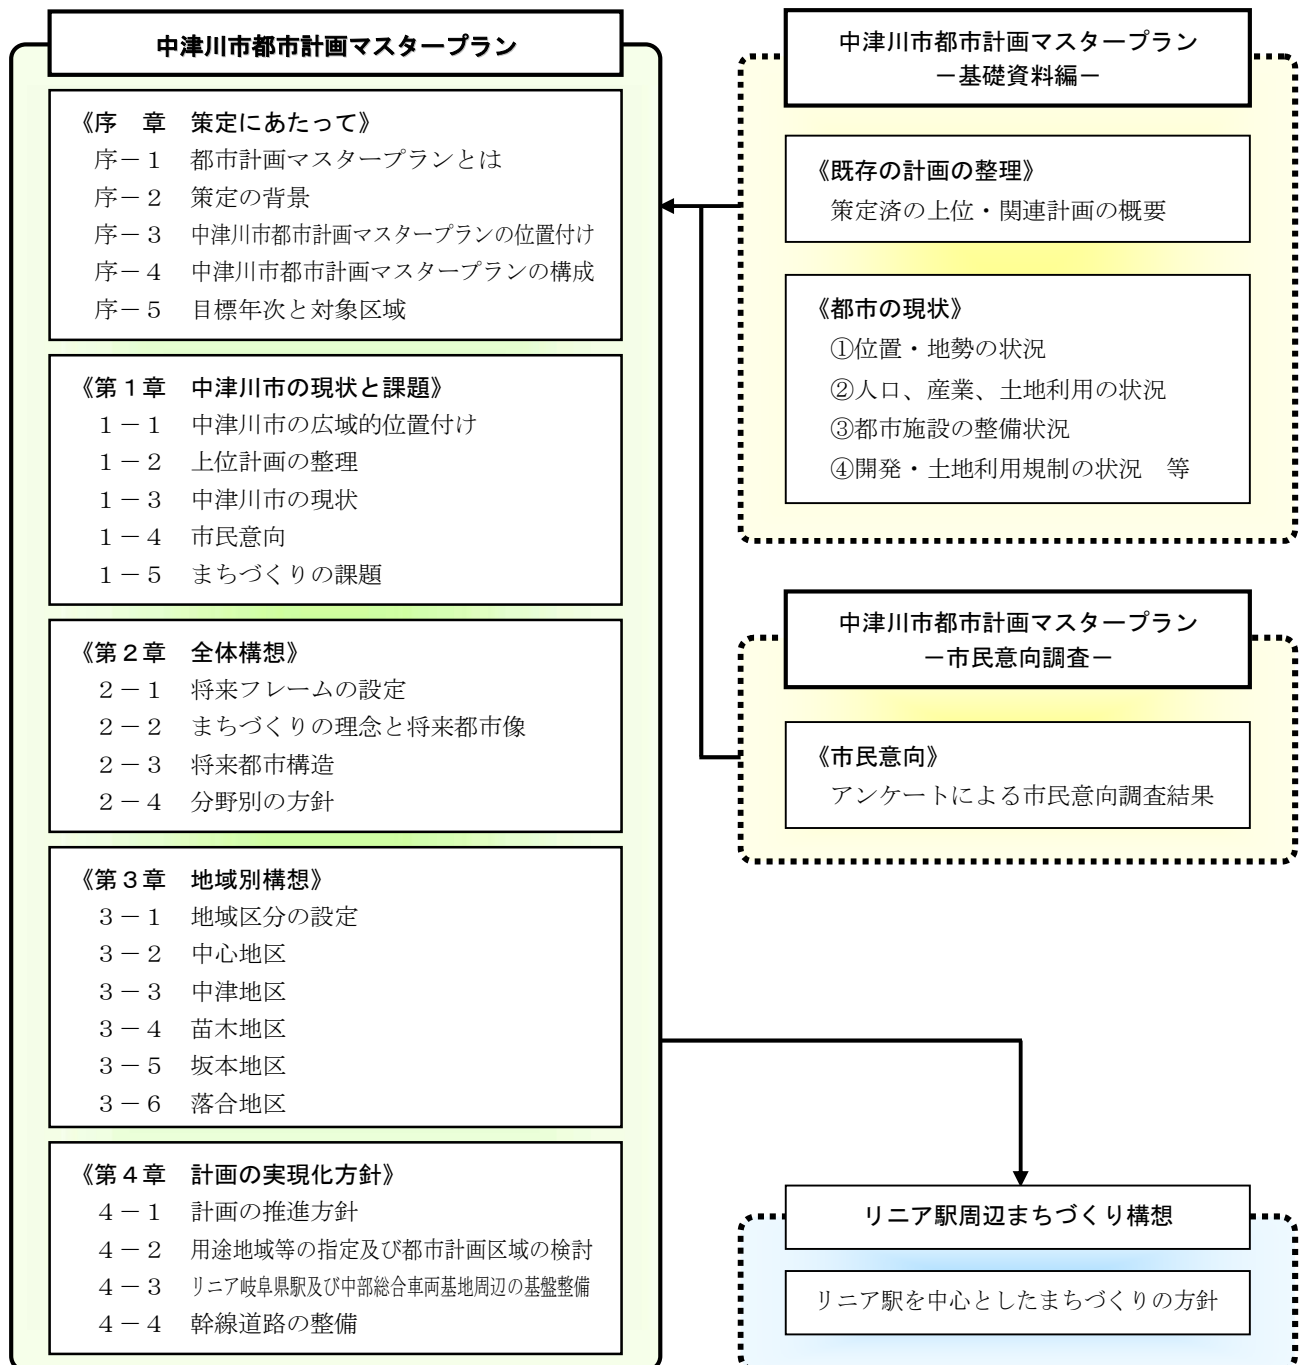 中津川市都市計画マスタープラン
《序　章　策定にあたって》
序－１　都市計画マスタープランとは
序－２　策定の背景
序－３　中津川市都市計画マスタープランの位置付け
序－４　中津川市都市計画マスタープランの構成
序－５　目標年次と対象区域
《第１章　中津川市の現状と課題》
１－１　中津川市の広域的位置付け
１－２　上位計画の整理
１－３　中津川市の現状
１－４　市民意向
１－５　まちづくりの課題
《第２章　全体構想》
２－１　将来フレームの設定
２－２　まちづくりの理念と将来都市像
２－３　将来都市構造
２－４　分野別の方針
《第３章　地域別構想》
３－１　地域区分の設定
３－２　中心地区
３－３　中津地区
３－４　苗木地区
３－５　坂本地区
３－６　落合地区
《第４章　計画の実現化方針》
４－１　計画の推進方針
４－２　用途地域等の指定及び都市計画区域の検討
４－３　リニア岐阜県駅及び中部総合車両基地周辺の基盤整備
４－４　幹線道路の整備
中津川市都市計画マスタープラン
－基礎資料編－
《既存の計画の整理》
策定済の上位・関連計画の概要
《都市の現状》
①位置・地勢の状況
②人口、産業、土地利用の状況
③都市施設の整備状況
④開発・土地利用規制の状況　等
中津川市都市計画マスタープラン
－市民意向調査－
《市民意向》
アンケートによる市民意向調査結果
リニア駅周辺まちづくり構想
リニア駅を中心としたまちづくりの方針